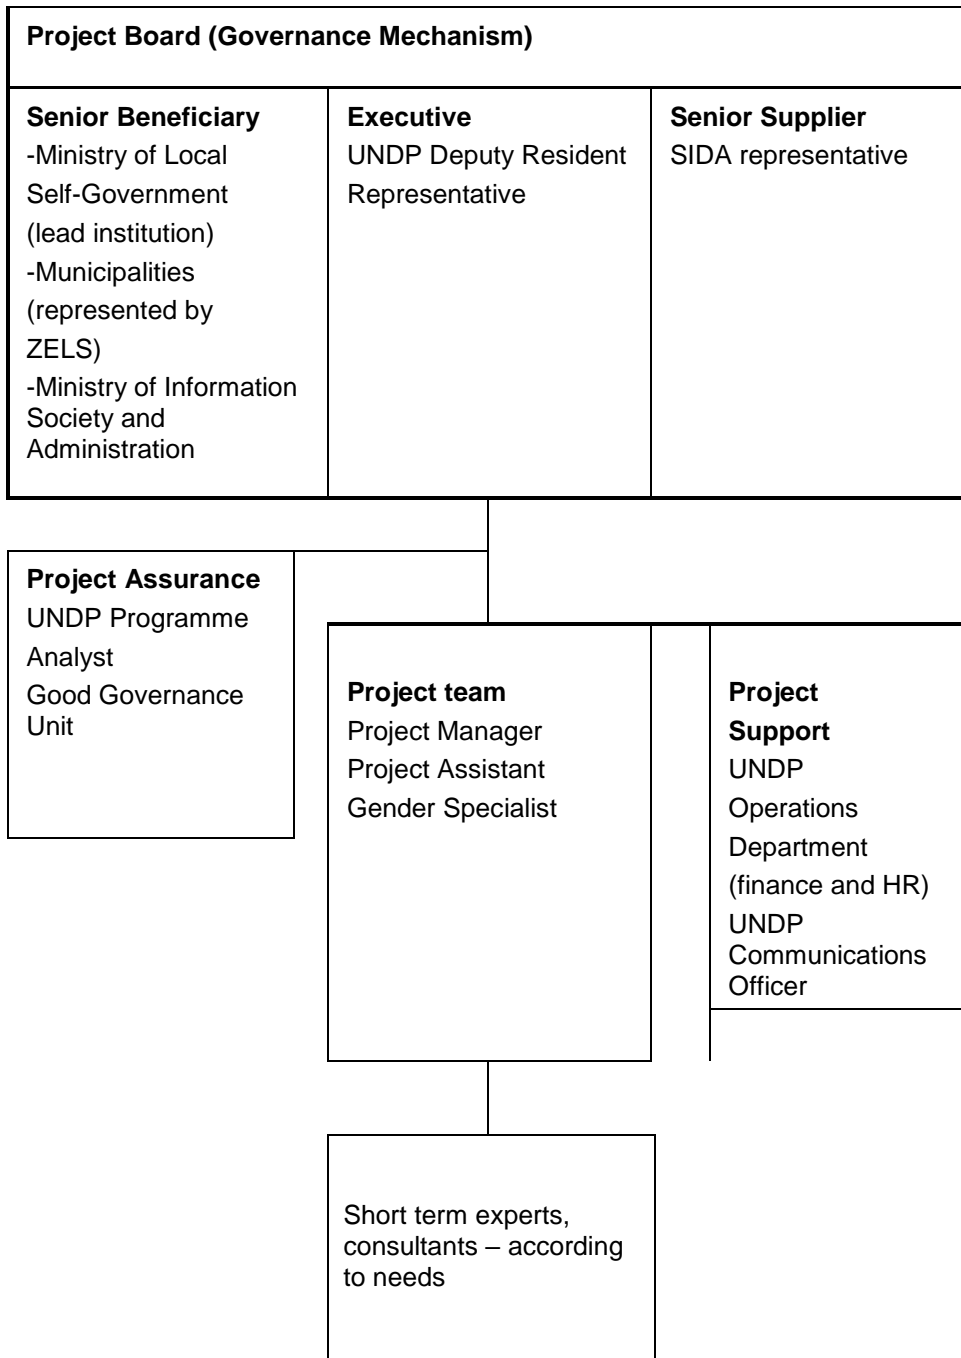 Project Board (Governance Mechanism)
Senior Beneficiary
-Ministry of Local
Self-Government
(lead institution)
-Municipalities
(represented by
ZELS)
-Ministry of Information
Society and
Administration
Executive
UNDP Deputy Resident
Representative
Senior Supplier
SIDA representative
Project Assurance
UNDP Programme
Analyst
Good Governance
Unit
Project team
Project Manager
Project Assistant
Gender Specialist
Project
Support
UNDP
Operations
Department
(finance and HR)
UNDP
Communications
Officer
Short term experts,
consultants – according
to needs